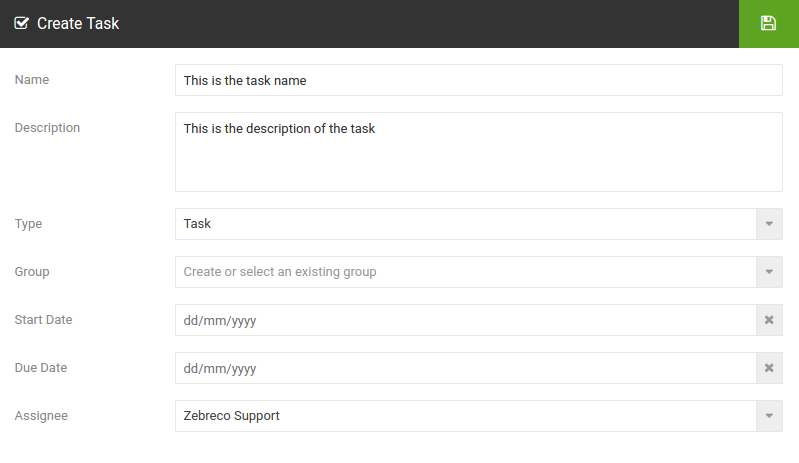 Create Task
Name This is the task name
Description This is the description of the task
Type Task
Group Create or select an existing group
Start Date dd/mm/yyyy
Due Date dd/mm/yyyy
Assignee Zebreco Support